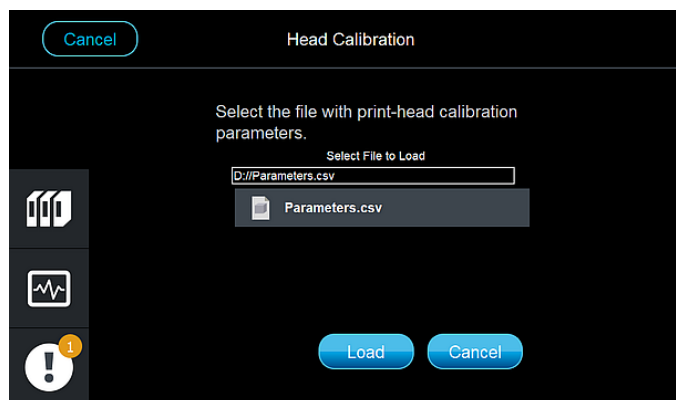 Cancel
Head Calibration
Select the file with print-head calibration
parameters.
Select File to Load
D://Parameters.csv
Parameters.csv
1
Load
Cancel